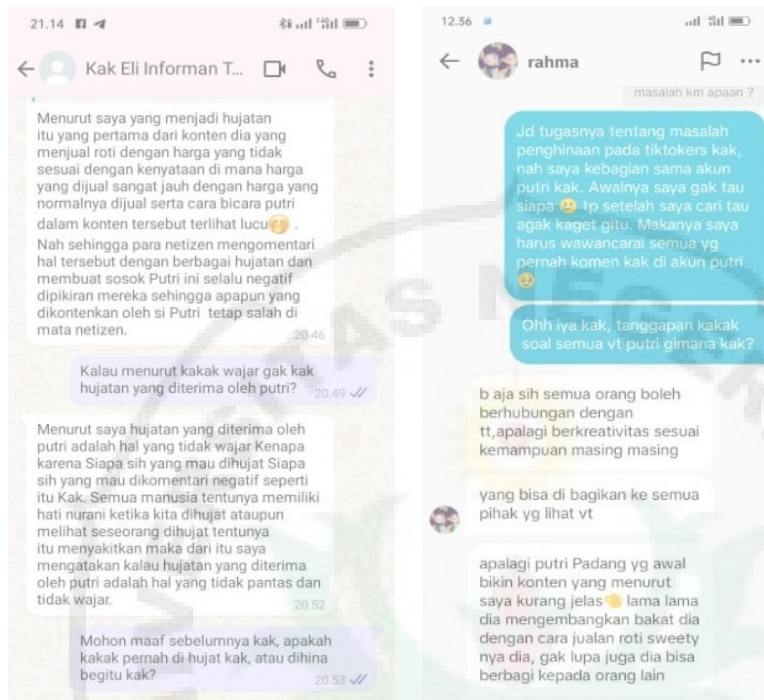 21.14
Kak Eli Informan T...
Menurut saya yang menjadi hujatan
itu yang pertama dari konten dia yang
menjual roti dengan harga yang tidak
sesuai dengan kenyataan di mana harga
yang dijual sangat jauh dengan harga yang
normalnya dijual serta cara bicara putri
dalam konten tersebut terlihat lucu🤭 .
Nah sehingga para netizen mengomentari
hal tersebut dengan berbagai hujatan dan
membuat sosok Putri ini selalu negatif
dipikiran mereka sehingga apapun yang
dikontenkan oleh si Putri  tetap salah di
mata netizen.
20.46
Kalau menurut kakak wajar gak kak
hujatan yang diterima oleh putri?
20.49
Menurut saya hujatan yang diterima oleh
putri adalah hal yang tidak wajar Kenapa
karena Siapa sih yang mau dihujat Siapa
sih yang mau dikomentari negatif seperti
itu Kak. Semua manusia tentunya memiliki
hati nurani ketika kita dihujat ataupun
melihat seseorang dihujat tentunya
itu menyakitkan maka dari itu saya
mengatakan kalau hujatan yang diterima
oleh putri adalah hal yang tidak pantas dan
tidak wajar.
20.52
Mohon maaf sebelumnya kak, apakah
kakak pernah di hujat kak, atau dihina
begitu kak?
20.53
12.36
rahma
masalah km apaan ?
Jd tugasnya tentang masalah
penghinaan pada tiktokers kak,
nah saya kebagian sama akun
putri kak. Awalnya saya gak tau
siapa 🥲 tp setelah saya cari tau
agak kaget gitu. Makanya saya
harus wawancarai semua yg
pernah komen kak di akun putri
🥺
Ohh iya kak, tanggapan kakak
soal semua vt putri gimana kak?
b aja sih semua orang boleh
berhubungan dengan
tt,apalagi berkreativitas sesuai
kemampuan masing masing
yang bisa di bagikan ke semua
pihak yg lihat vt
apalagi putri Padang yg awal
bikin konten yang menurut
saya kurang jelas🤏 lama lama
dia mengembangkan bakat dia
dengan cara jualan roti sweety
nya dia, gak lupa juga dia bisa
berbagi kepada orang lain